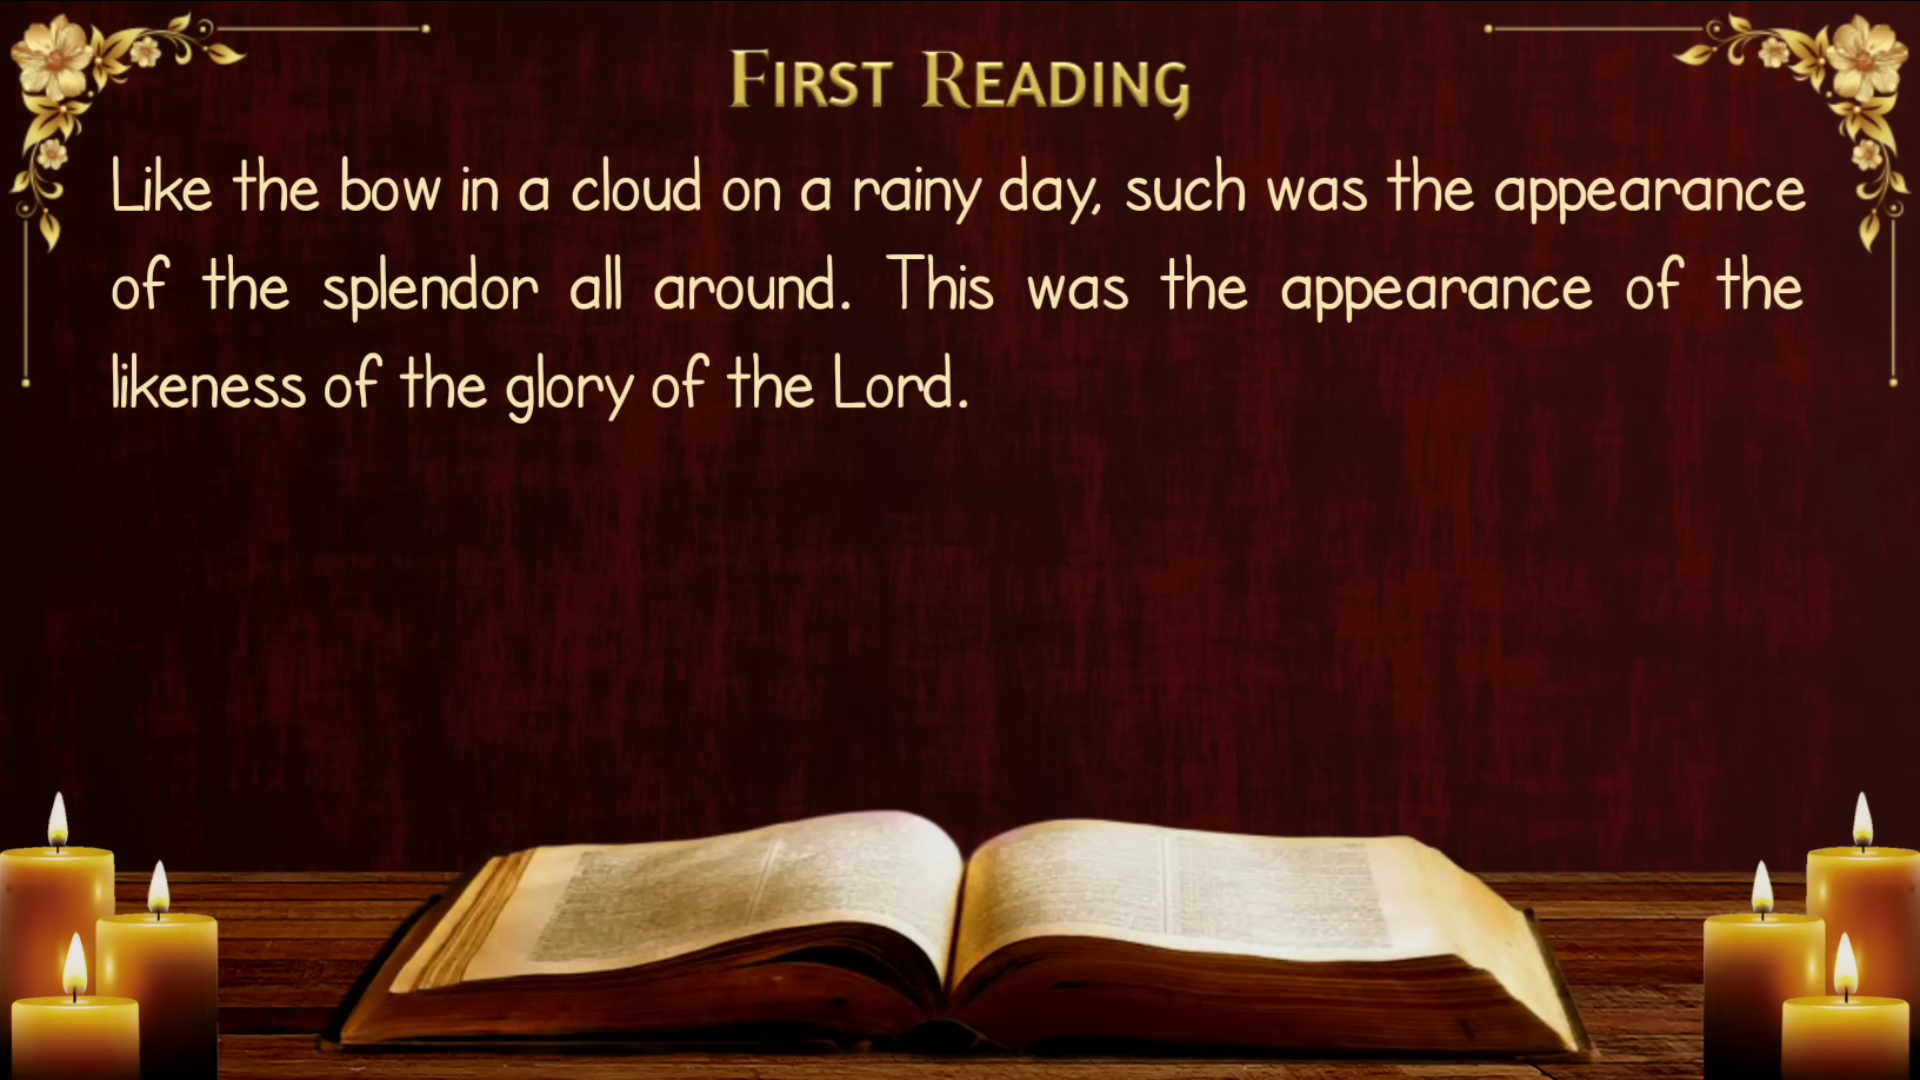 First Reading
Like the bow in a cloud on a rainy day, such was the appearance
of the splendor all around. This was the appearance of the
likeness of the glory of the Lord.